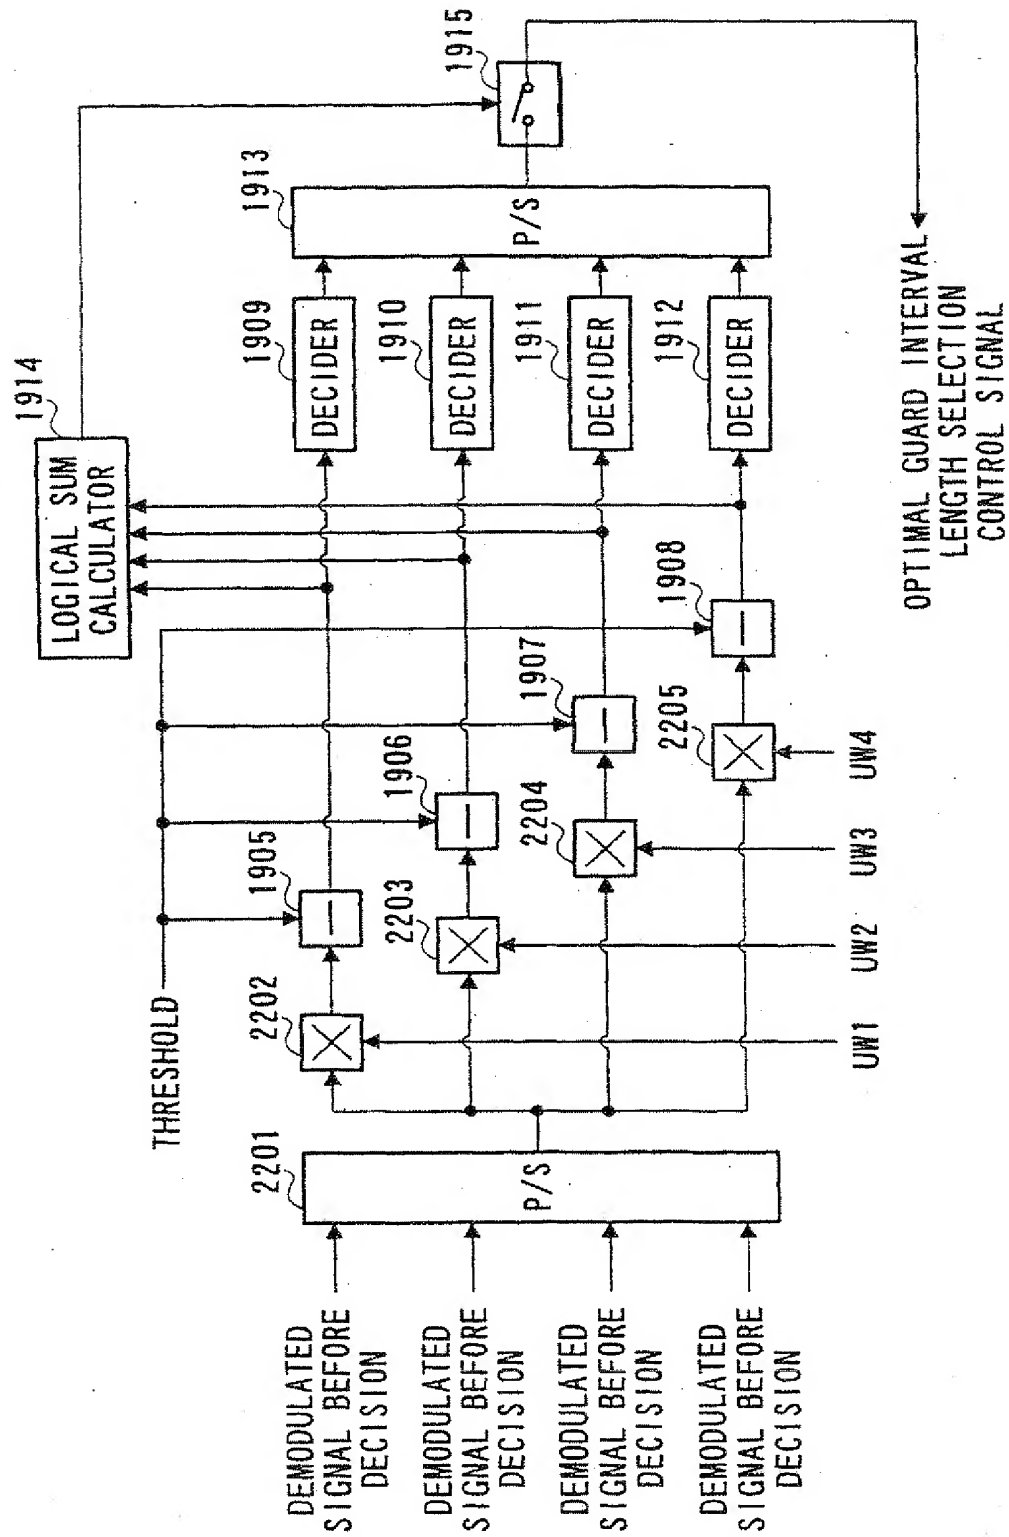 DEMODULATED
SIGNAL BEFORE
DECISION
DEMODULATED
SIGNAL BEFORE
DECISION
DEMODULATED
SIGNAL BEFORE
DECISION
DEMODULATED
SIGNAL BEFORE
DECISION
2201
P/S
THRESHOLD
2202
2203
2204
2205
UW1
UW2
UW3
UW4
1905
1906
1907
1908
1914
LOGICAL SUM
CALCULATOR
1909
DECIDER
1910
DECIDER
1911
DECIDER
1912
DECIDER
1913
P/S
1915
OPTIMAL GUARD INTERVAL
LENGTH SELECTION
CONTROL SIGNAL